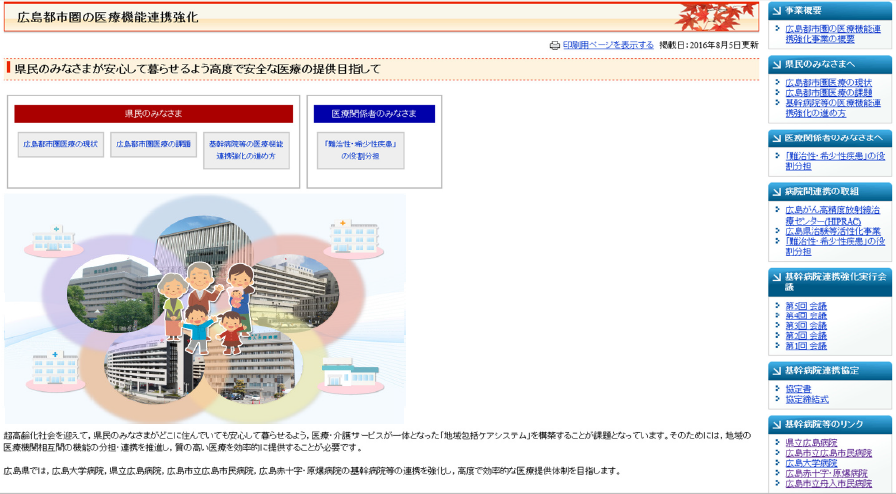 広島都市圏の医療機能連携強化
印刷用ページを表示する 掲載日：2016年8月5日更新
県民のみなさまが安心して暮らせるよう高度で安全な医療の提供目指して
県民のみなさま
広島都市圏医療の現状
広島都市圏医療の課題
基幹病院等の医療機能
連携強化の進め方
医療関係者のみなさま
「難治性・希少性疾患」
の役割分担
超高齢化社会を迎えて，県民のみなさまがどこに住んでいても安心して暮らせるよう，医療・介護サービスが一体となった「地域包括ケアシステム」を構築することが課題となっています。そのためには，地域の
医療機関相互間の機能の分担・連携を推進し，質の高い医療を効率的に提供することが必要です。
広島県では，広島大学病院，県立広島病院，広島市立広島市民病院，広島赤十字・原爆病院の基幹病院等の連携を強化し，高度で効率的な医療提供体制を目指します。
事業概要
広島都市圏の医療機能連
携強化事業の概要
県民のみなさまへ
広島都市圏医療の現状
広島都市圏医療の課題
基幹病院等の医療機能連
携強化の進め方
医療関係者のみなさまへ
「難治性・希少性疾患」の役
割分担
病院間連携の取組
広島がん高精度放射線治
療センター(HIPRAC)
広島県治験等活性化事業
「難治性・希少性疾患」の役
割分担
基幹病院連携強化実行会
議
第5回 会議
第4回 会議
第3回 会議
第2回 会議
第1回 会議
基幹病院連携協定
協定書
協定締結式
基幹病院等のリンク
県立広島病院
広島市立広島市民病院
広島大学病院
広島赤十字・原爆病院
広島市立舟入市民病院